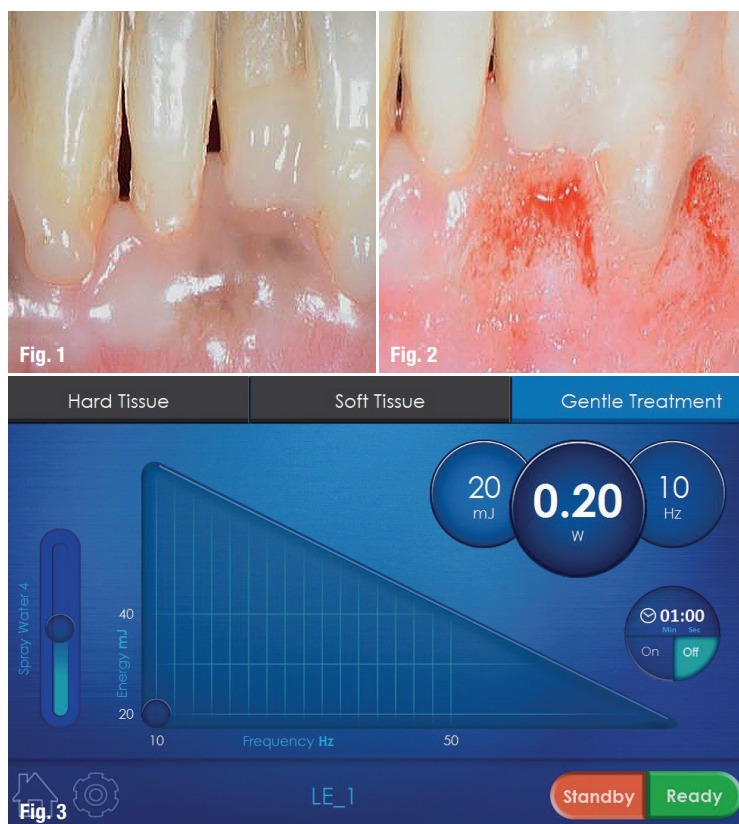 Fig. 1
Fig. 2
Hard Tissue
Soft Tissue
Gentle Treatment
20
mJ
0.20
W
10
Hz
Spray Water 4
40
Energy mJ
20
10
Frequency Hz
50
01:00
Min Sec
On
Off
Fig. 3
LE_1
Standby
Ready